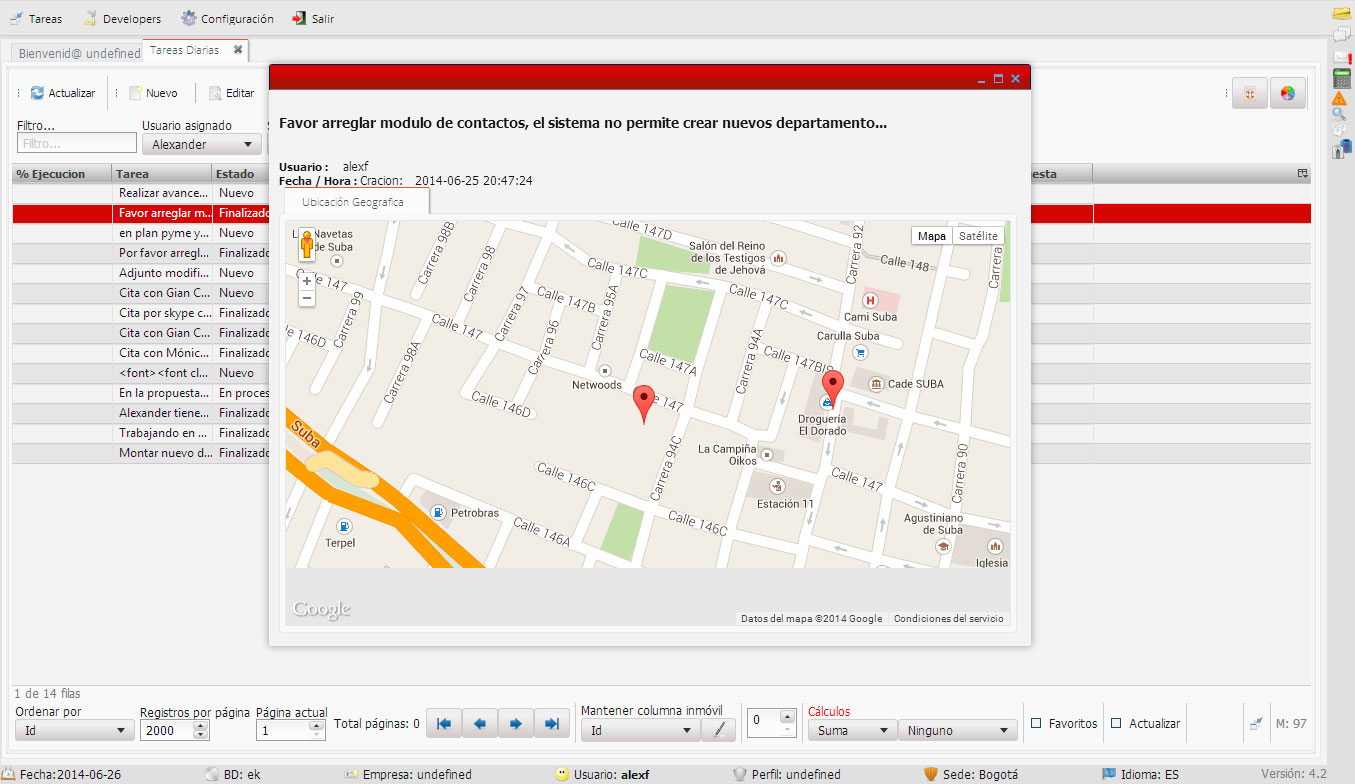 Tareas Developers Configuración Salir
Bienvenid@ undefined Tareas Diarias
Actualizar Nuevo Editar
Filtro... Usuario asignado
Filtro... Alexander
% Ejecucion Tarea Estado
Realizar avance... Nuevo
Favor arreglar m... Finalizado
en plan pyme y... Nuevo
Por favor arregl... Finalizado
Adjunto modifi... Nuevo
Cita con Gian C... Nuevo
Cita por skype c... Finalizado
Cita con Gian C... Finalizado
Cita con Mónic... Finalizado
<font><font cl... Nuevo
En la propuesta... En proces
Alexander tiene... Finalizado
Trabajando en ... Finalizado
Montar nuevo d... Finalizado
Favor arreglar modulo de contactos, el sistema no permite crear nuevos departamento...
Usuario : alexf
Fecha / Hora : Cracion: 2014-06-25 20:47:24
Ubicación Geografica
Navetas
de Suba
Carrera 98B
Carrera 98
Calle 147D
Calle 147C
Salón del Reino
de los Testigos
de Jehová
Carrera 92
Mapa Satélite
Calle 148
Carrera
+
−
Carrera 99
Carrera 97
Calle 147B
Carrera 95A
Calle 147C
H
Cami Suba
Carulla Suba
146D
Carrera 98A
Calle 147
Carrera 96
Calle 147A
Carrera 94A
Calle 147BIS
Cade SUBA
Netwoods
Calle 146D
147
Droguería
El Dorado
Suba
La Campiña
Oikos
Carrera 94C
Carrera 90
Calle 146C
Calle 147
Estación 11
Petrobras
Terpel
Calle 146A
Calle 146C
Agustiniano
de Suba
Iglesia
Google
Datos del mapa ©2014 Google Condiciones del servicio
esta
1 de 14 filas
Ordenar por Registros por página Página actual Total páginas: 0 Mantener columna inmóvil Cálculos
Id 2000 1 Id 0 Suma Ninguno Favoritos Actualizar M: 97
Fecha:2014-06-26 BD: ek Empresa: undefined Usuario: alexf Perfil: undefined Sede: Bogotá Idioma: ES Versión: 4.2